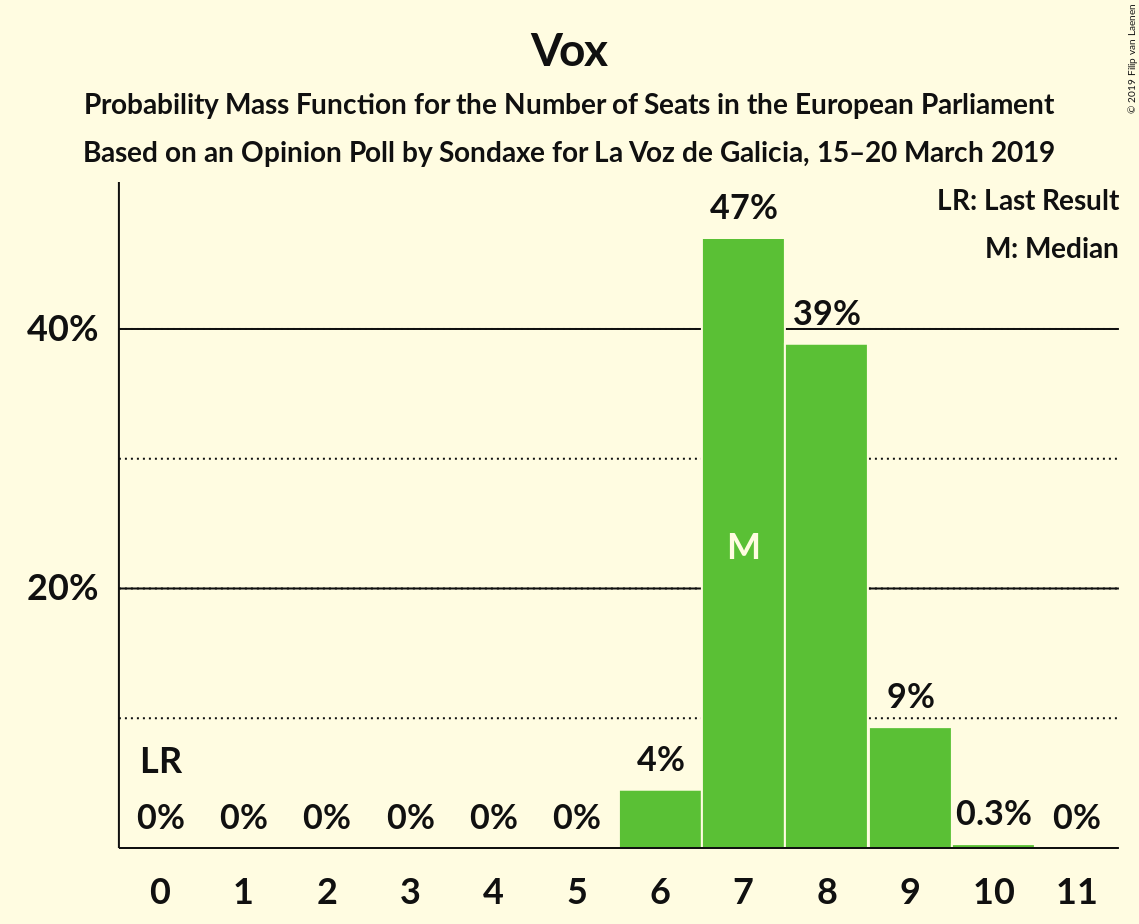 Vox
Probability Mass Function for the Number of Seats in the European Parliament
Based on an Opinion Poll by Sondaxe for La Voz de Galicia, 15–20 March 2019
© 2019 Filip van Laenen
LR: Last Result
M: Median
47%
39%
40%
M
20%
9%
LR
4%
0% 0% 0% 0% 0% 0% 0.3% 0%
0 1 2 3 4 5 6 7 8 9 10 11